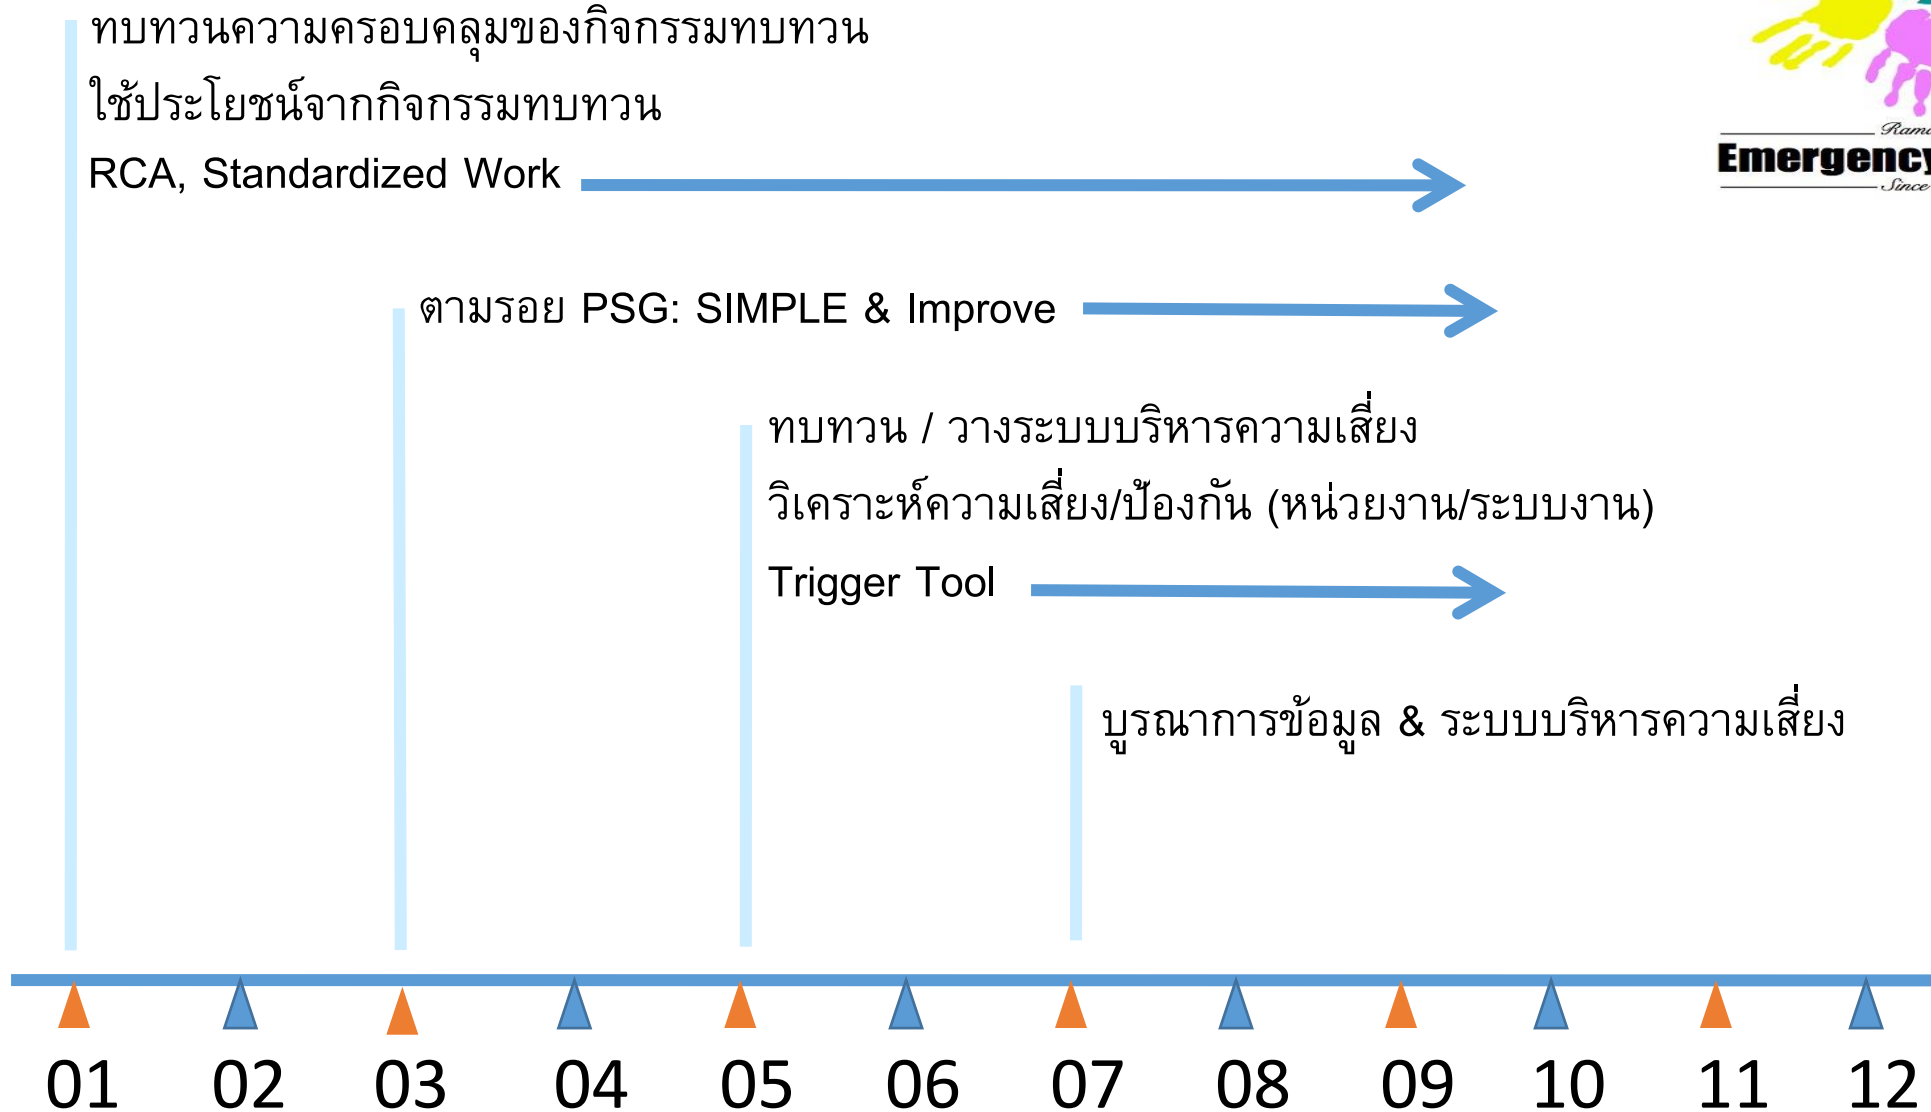 ทบทวนความครอบคลุมของกิจกรรมทบทวน
ใช้ประโยชน์จากกิจกรรมทบทวน
RCA, Standardized Work
Emergency
Since
ตามรอย PSG: SIMPLE & Improve
ทบทวน / วางระบบบริหารความเสี่ยง
วิเคราะห์ความเสี่ยง/ป้องกัน (หน่วยงาน/ระบบงาน)
Trigger Tool
บูรณาการข้อมูล & ระบบบริหารความเสี่ยง
01 02 03 04 05 06 07 08 09 10 11 12